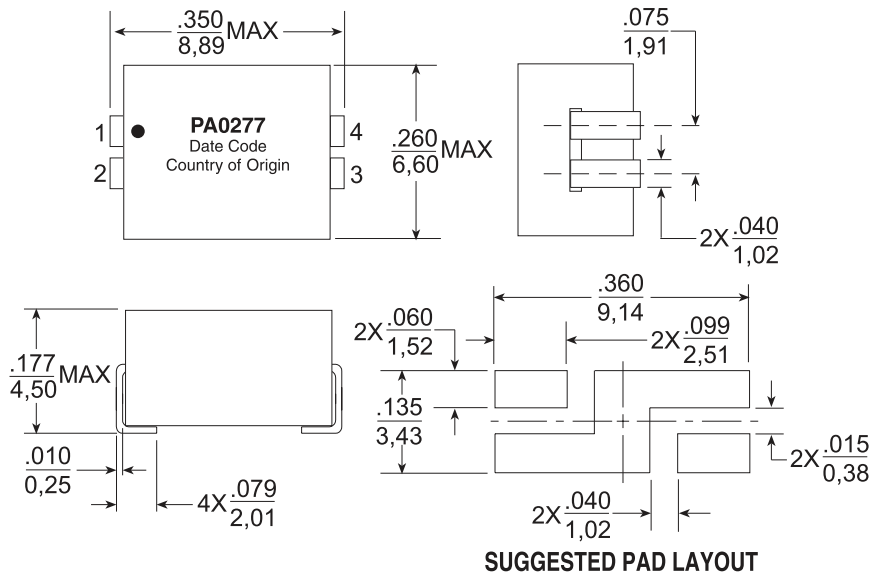 .350
8,89 MAX
1
2
4
3
PA0277
Date Code
Country of Origin
.260
6,60 MAX
.075
1,91
2X .040
1,02
.177
4,50 MAX
.010
0,25
4X .079
2,01
.360
9,14
2X .060
1,52
2X .099
2,51
.135
3,43
2X .015
0,38
2X .040
1,02
SUGGESTED PAD LAYOUT